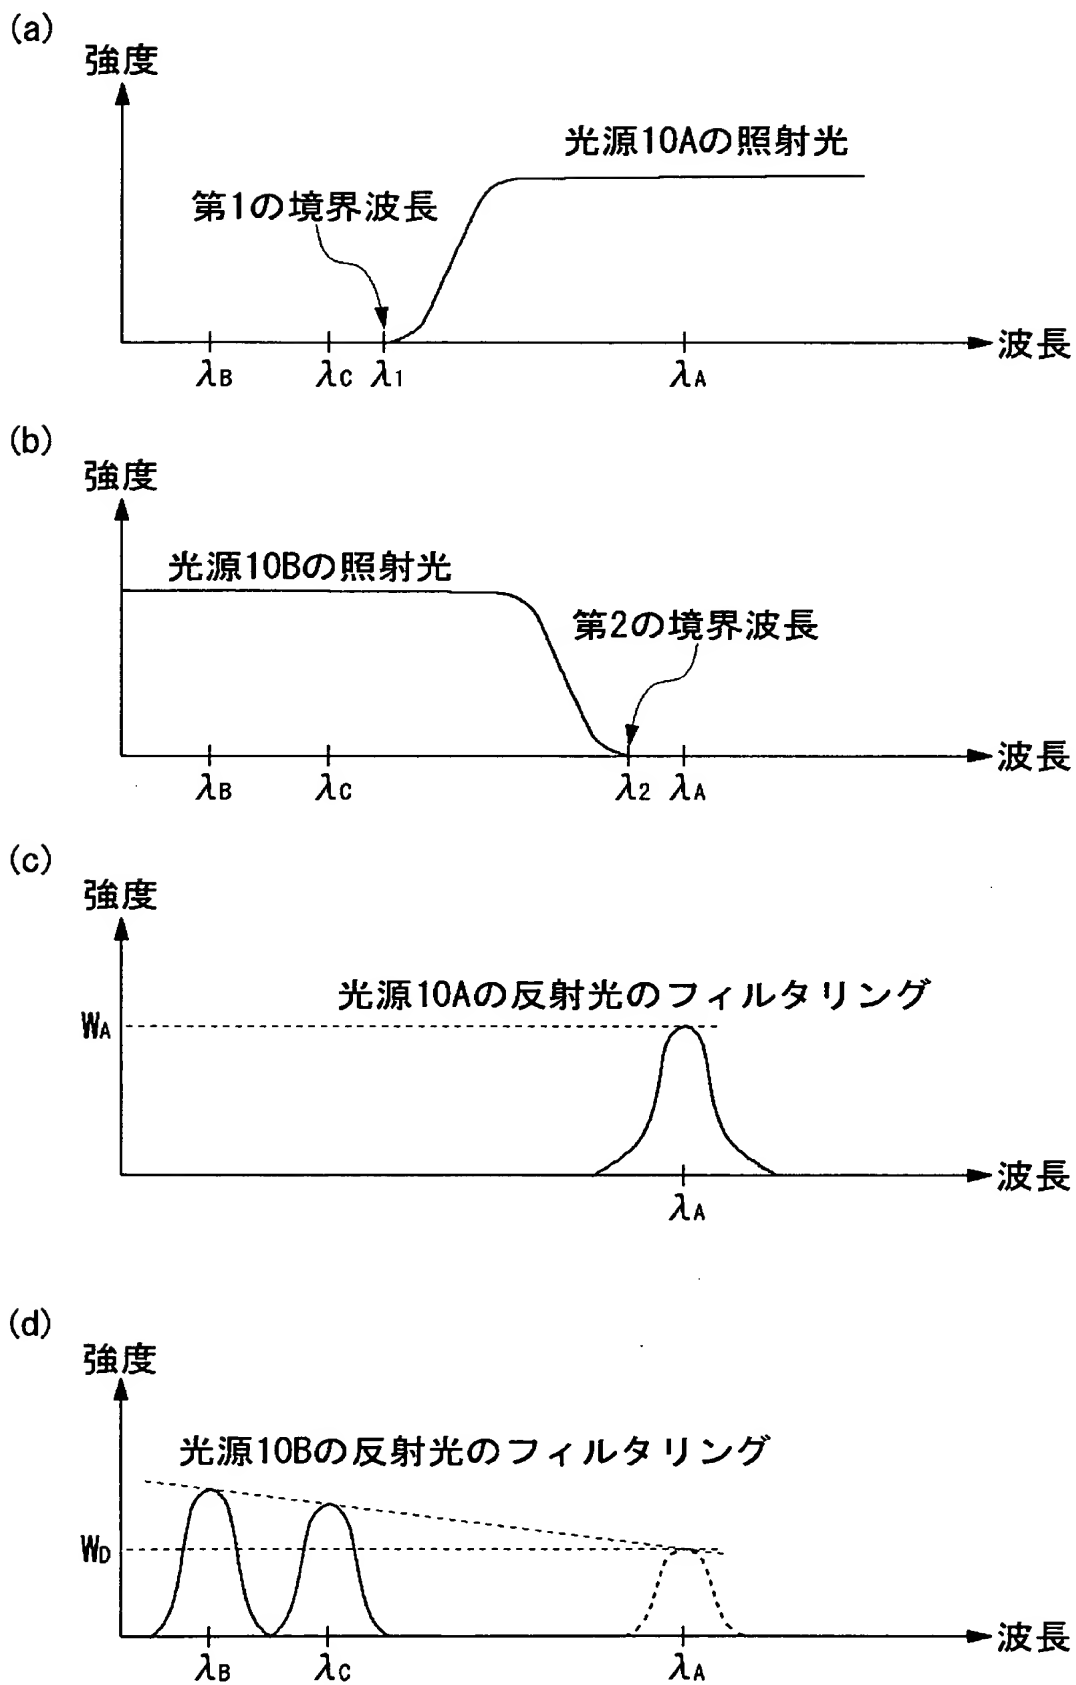 (a)
強度
光源10Aの照射光
第1の境界波長
λB λC λ1 λA 波長
(b)
強度
光源10Bの照射光
第2の境界波長
λB λC λ2 λA 波長
(c)
強度
光源10Aの反射光のフィルタリング
WA
λA 波長
(d)
強度
光源10Bの反射光のフィルタリング
WD
λB λC λA 波長